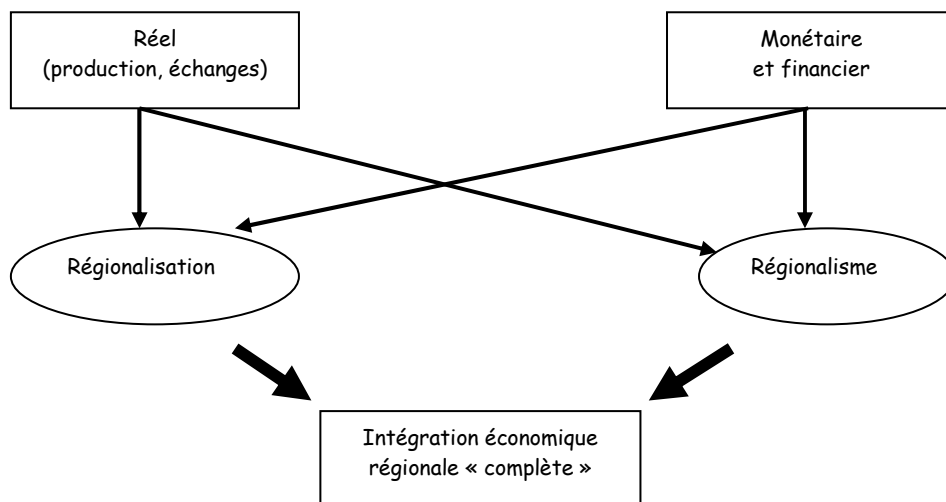 Réel
(production, échanges)
Monétaire
et financier
Régionalisation
Régionalisme
Intégration économique
régionale « complète »